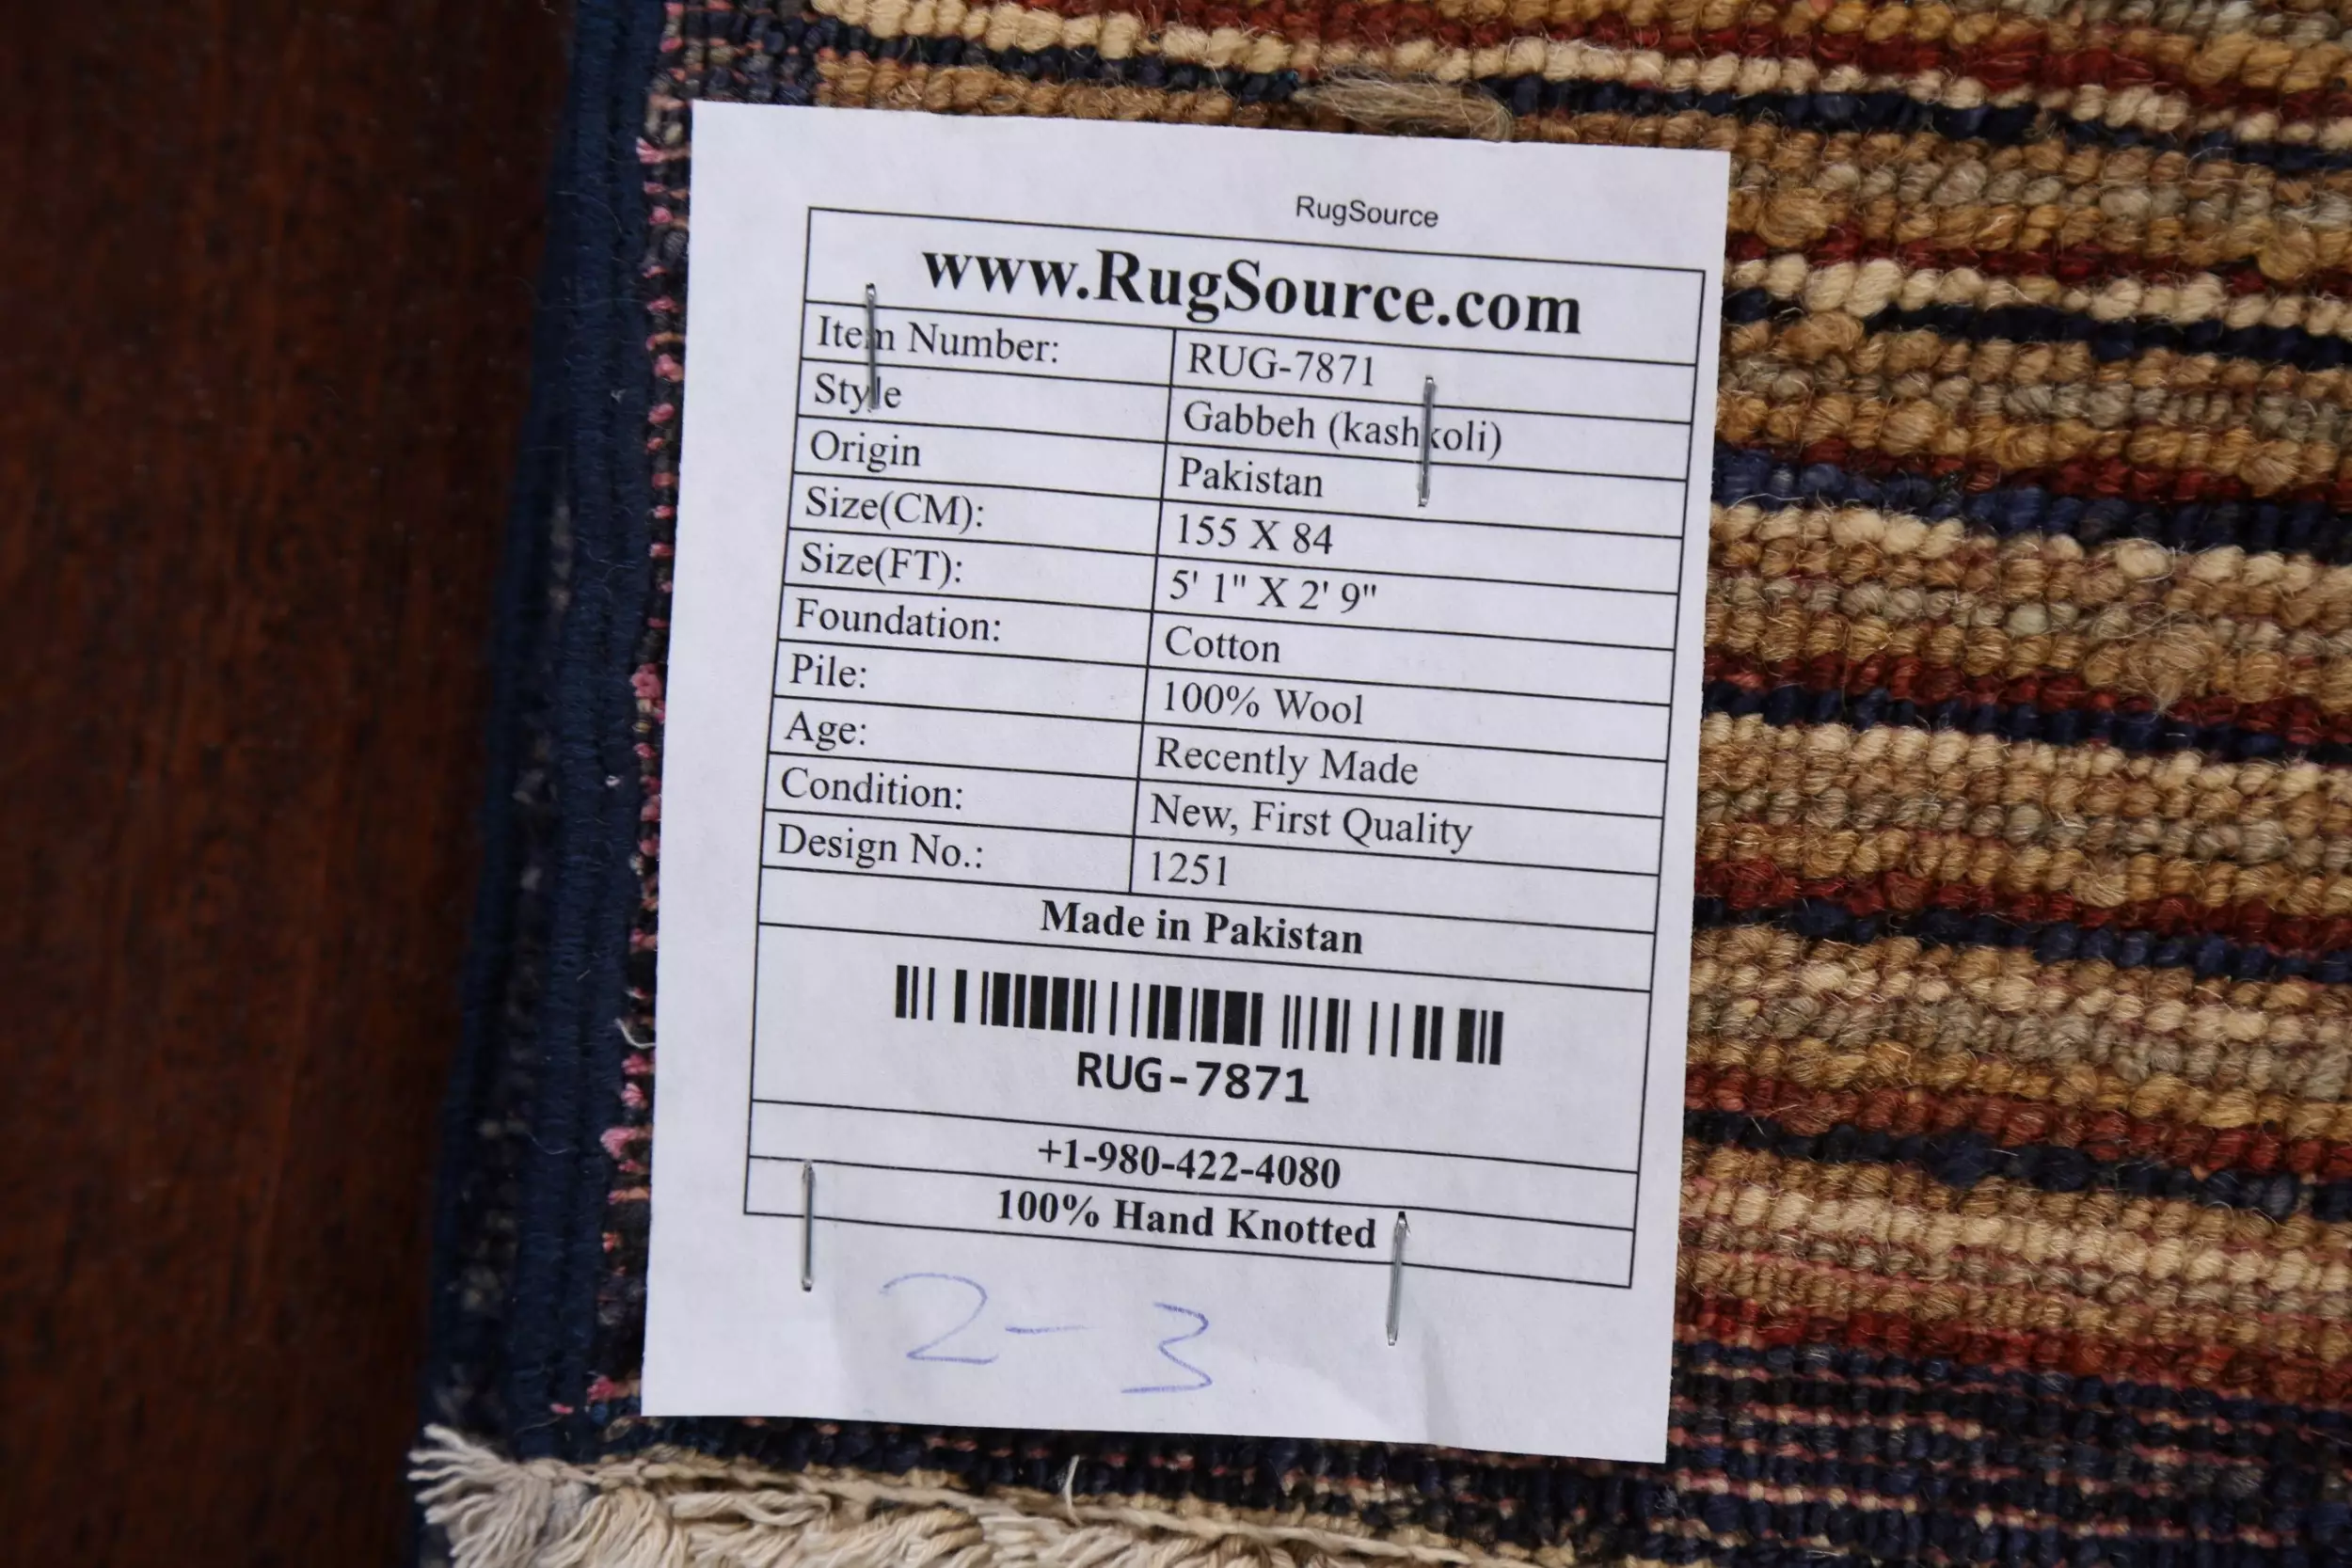 RugSource
www.RugSource.com
Item Number: RUG-7871
Style Gabbeh (kashkoli)
Origin Pakistan
Size(CM): 155 X 84
Size(FT): 5' 1" X 2' 9"
Foundation: Cotton
Pile: 100% Wool
Age: Recently Made
Condition: New, First Quality
Design No.: 1251
Made in Pakistan
RUG-7871
+1-980-422-4080
100% Hand Knotted
2-3